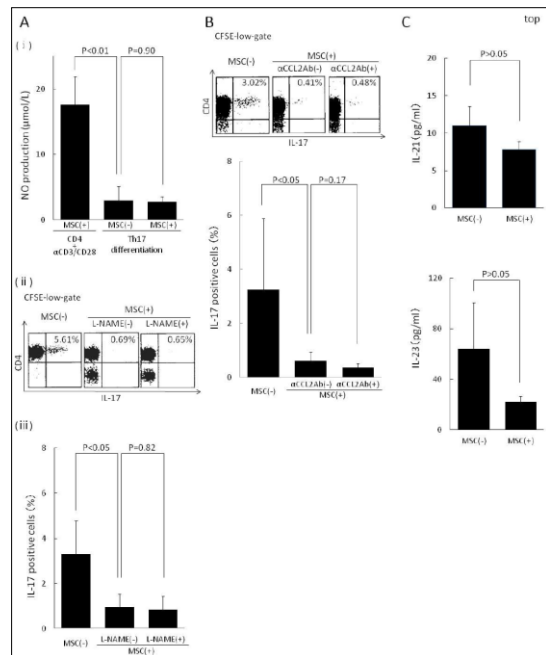 A
(i)
P<0.01
P=0.90
NO production (μmol/L)
20
10
0
MSC(+)
MSC(-)
MSC(+)
CD4
+
αCD3/CD28
Th17
differentiation
(ii)
CFSE-low-gate
MSC(+)
MSC(-)
L-NAME(-)
L-NAME(+)
5.61%
0.69%
0.65%
CD4
IL-17
(iii)
P<0.05
P=0.82
IL-17 positive cells (%)
8
6
4
2
0
MSC(-)
L-NAME(-)
L-NAME(+)
MSC(+)
B
CFSE-low-gate
MSC(+)
MSC(-)
αCCL2Ab(-)
αCCL2Ab(+)
3.02%
0.41%
0.48%
CD4
IL-17
P<0.05
P=0.17
IL-17 positive cells (%)
8
6
4
2
0
MSC(-)
αCCL2Ab(-)
αCCL2Ab(+)
MSC(+)
C
top
P>0.05
IL-21(pg/ml)
20
15
10
5
0
MSC(-)
MSC(+)
P>0.05
IL-23(pg/ml)
120
90
60
30
0
MSC(-)
MSC(+)